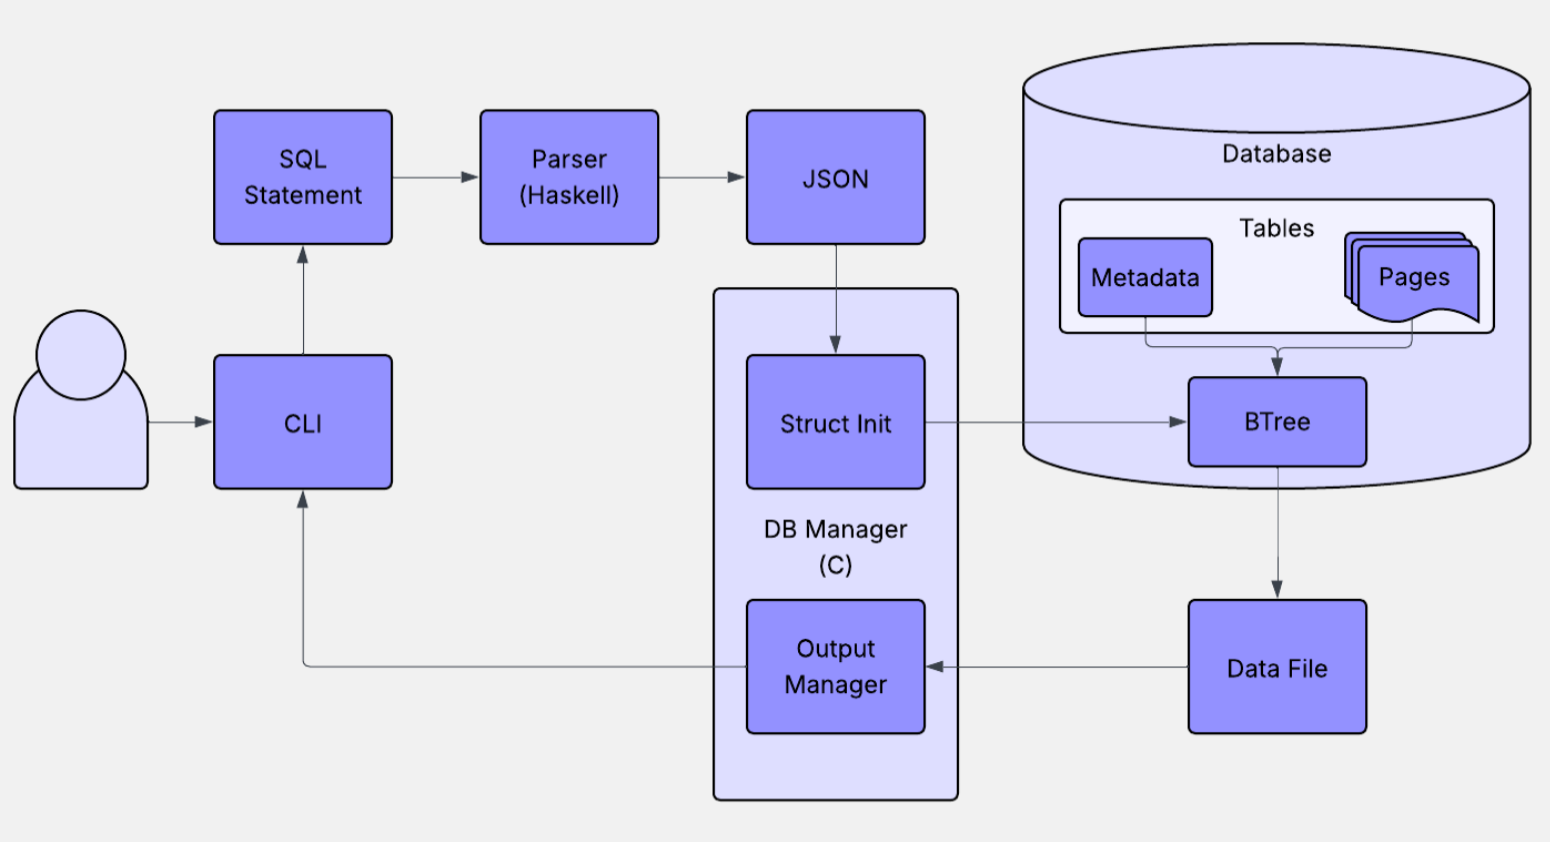 SQL
Statement
Parser
(Haskell)
JSON
Database
Tables
Metadata
Pages
CLI
Struct Init
BTree
DB Manager
(C)
Output
Manager
Data File